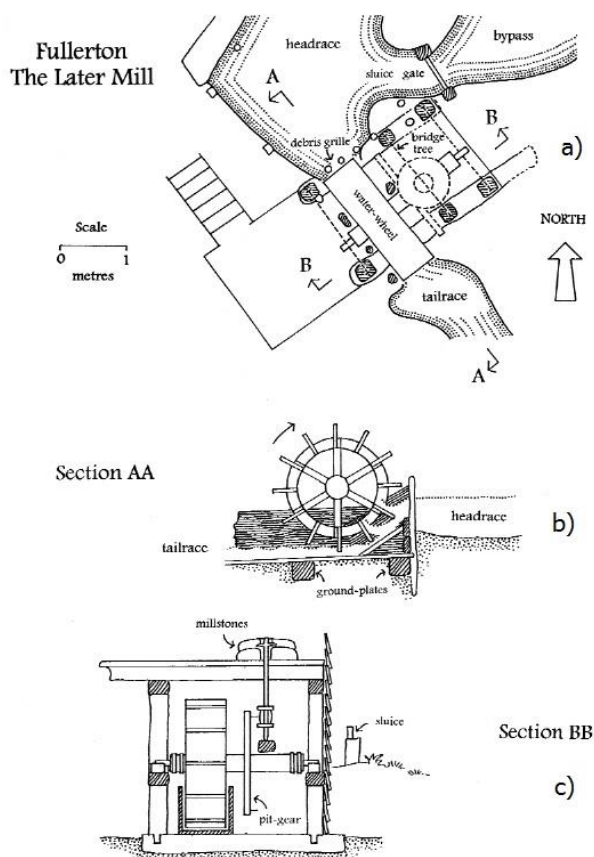 Fullerton
The Later Mill
headrace
bypass
A
sluice gate
B
a)
debris grille
bridge
tree
water-wheel
Scale
0 1
metres
B
NORTH
tailrace
A
Section AA
headrace
b)
tailrace
ground-plates
millstones
sluice
Section BB
c)
pit-gear